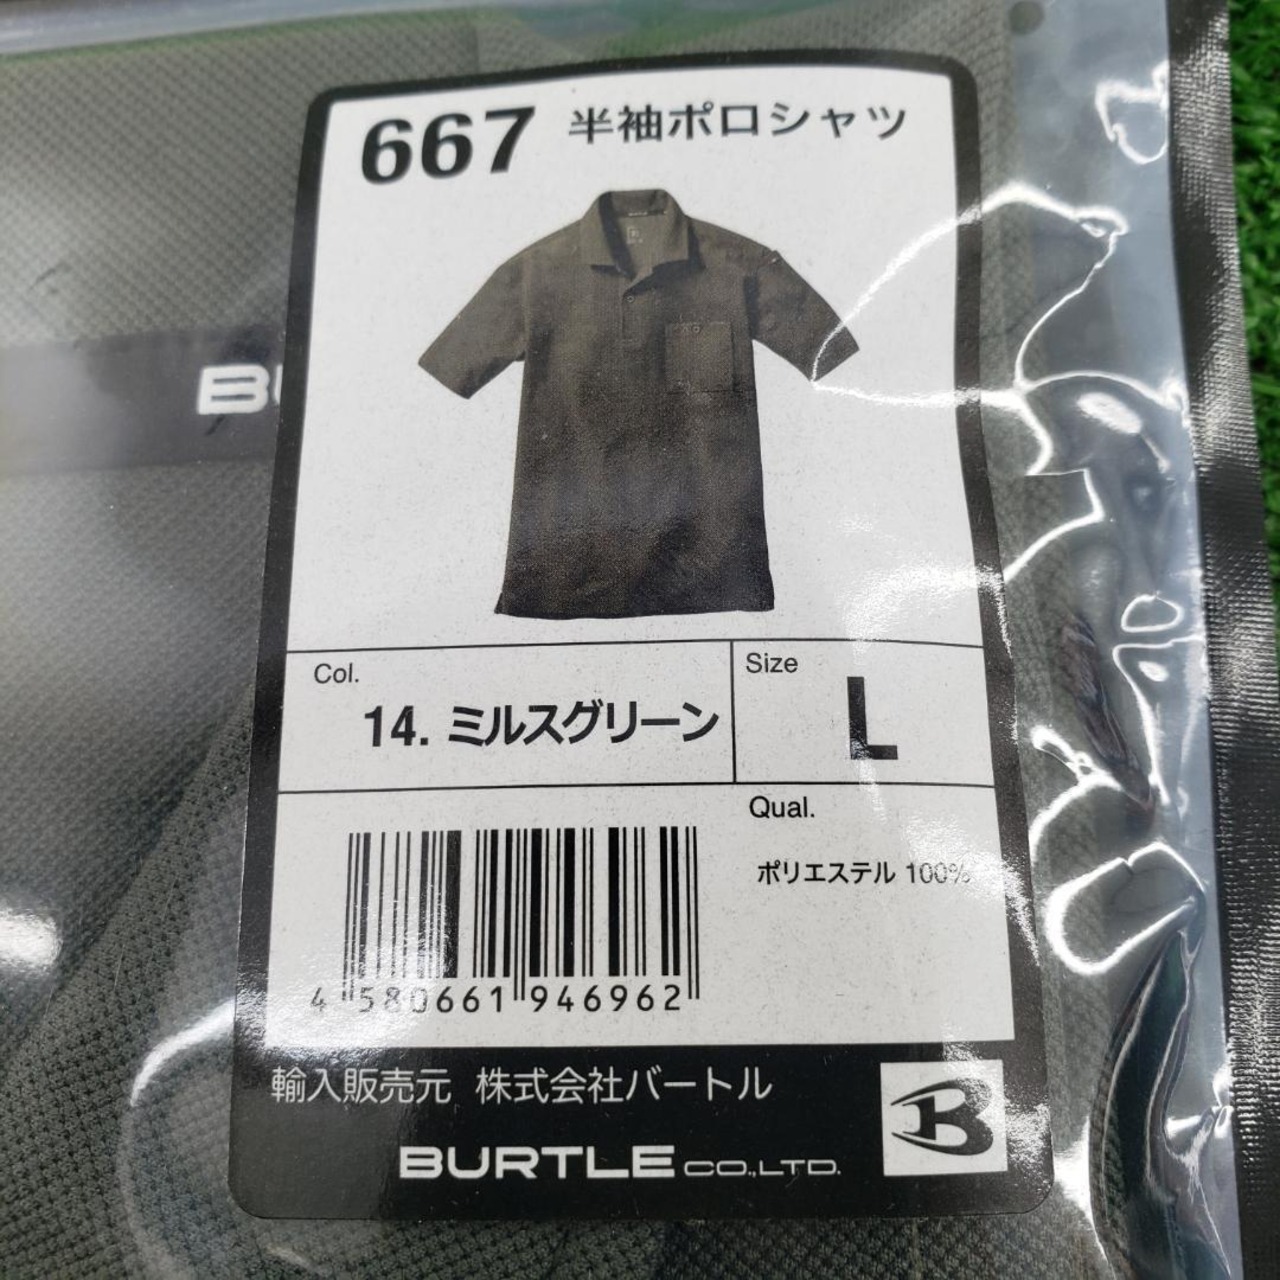 667 半袖ポロシャツ
Col.
14. ミルスグリーン
Size
L
Qual.
ポリエステル 100%
4 580661 946962
輸入販売元 株式会社バートル
BURTLE CO.,LTD.